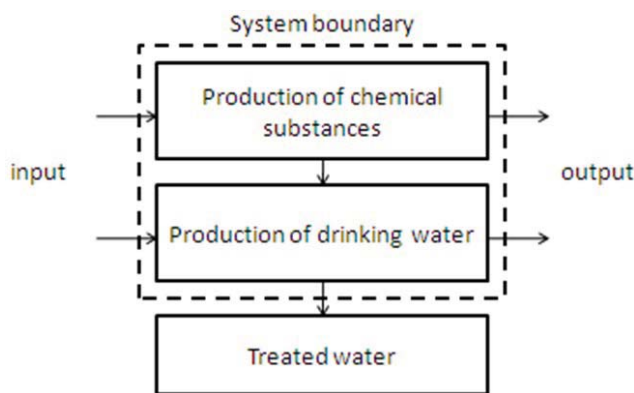 System boundary
Production of chemical
substances
input
output
Production of drinking water
Treated water